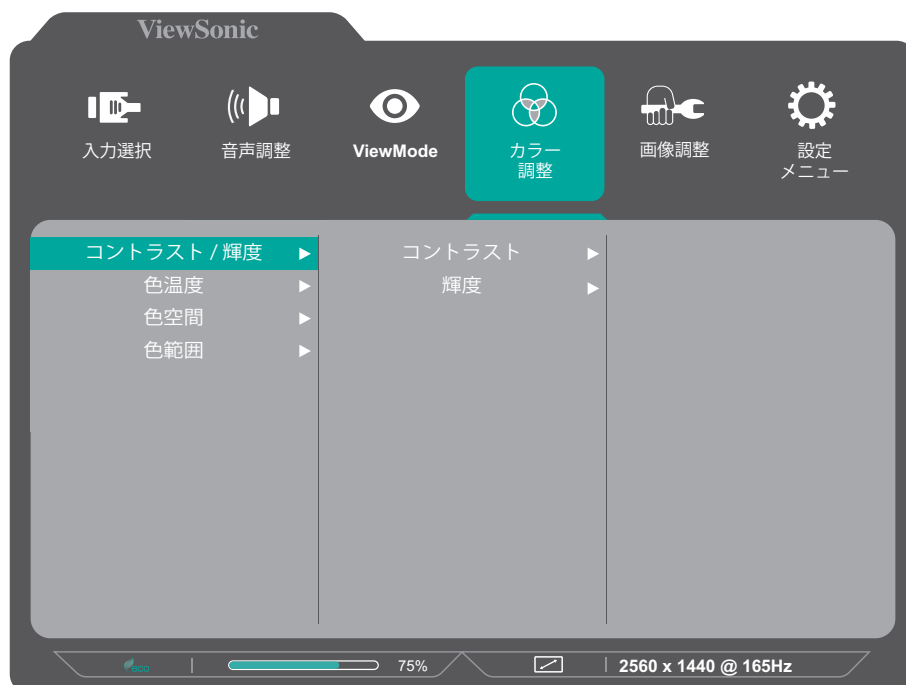 ViewSonic
入力選択
音声調整
ViewMode
カラー
調整
画像調整
設定
メニュー
コントラスト / 輝度
コントラスト
色温度
輝度
色空間
色範囲
eco
75%
2560 x 1440 @ 165Hz